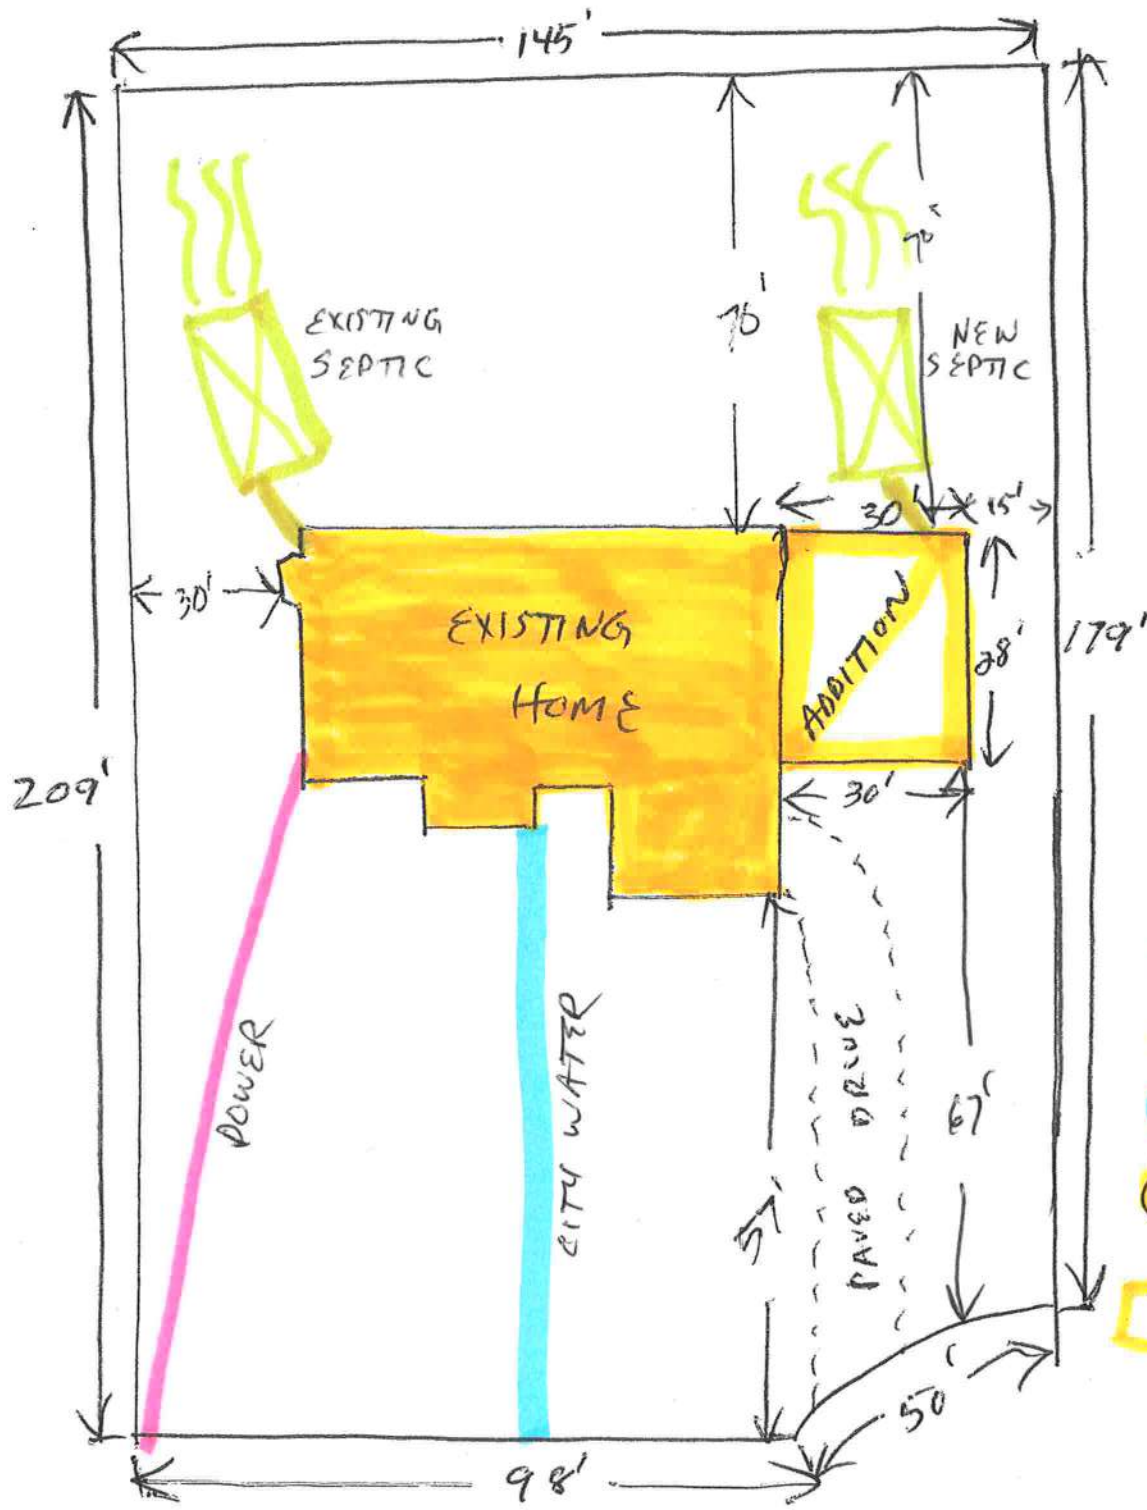 145'
EXISTING
SEPTIC
70'
70'
NEW
SEPTIC
30'
15'
30'
EXISTING
HOME
ADDITION
28'
179'
209'
30'
POWER
CITY WATER
PAVED DRIVE
57'
67'
50'
98'